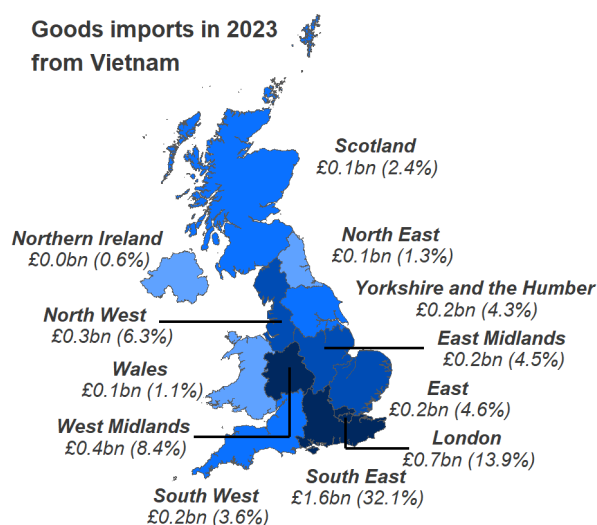 Goods imports in 2023
from Vietnam
Scotland
£0.1bn (2.4%)
Northern Ireland
£0.0bn (0.6%)
North East
£0.1bn (1.3%)
Yorkshire and the Humber
£0.2bn (4.3%)
North West
£0.3bn (6.3%)
East Midlands
£0.2bn (4.5%)
Wales
£0.1bn (1.1%)
East
£0.2bn (4.6%)
West Midlands
£0.4bn (8.4%)
London
£0.7bn (13.9%)
South East
£1.6bn (32.1%)
South West
£0.2bn (3.6%)